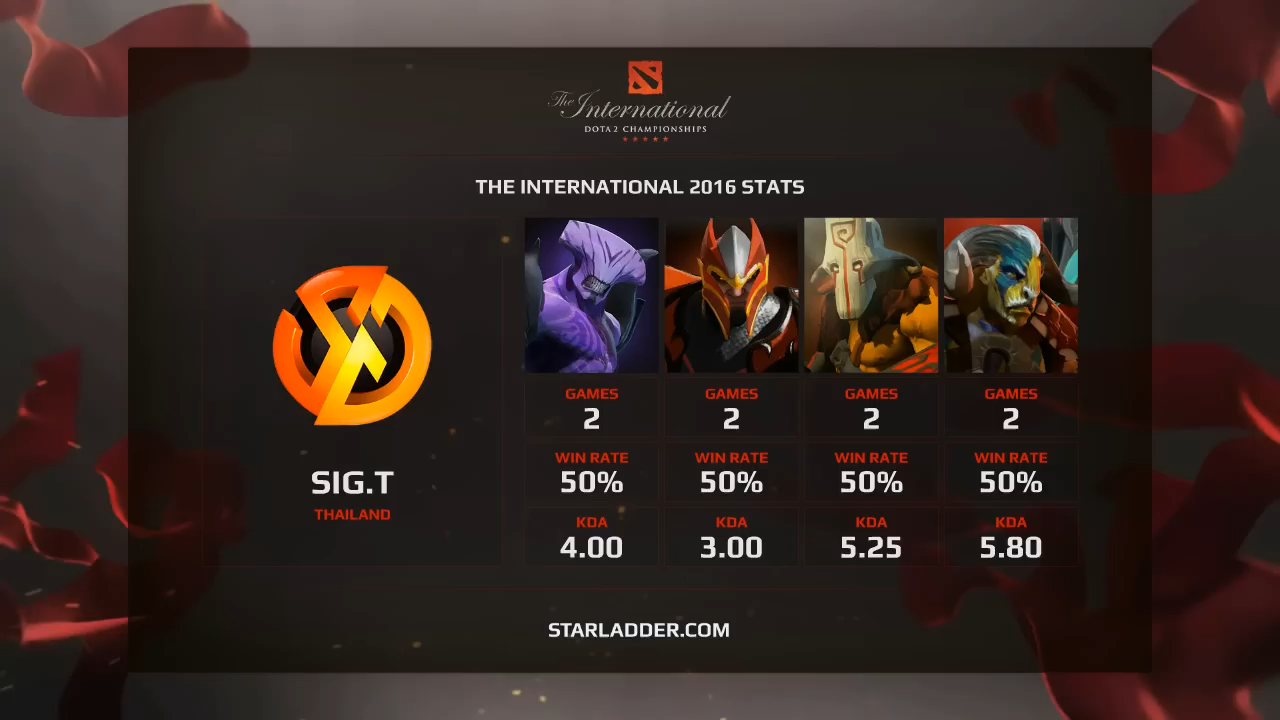 The International
DOTA 2 CHAMPIONSHIPS
THE INTERNATIONAL 2016 STATS
SIG.T
THAILAND
GAMES GAMES GAMES GAMES
2 2 2 2
WIN RATE WIN RATE WIN RATE WIN RATE
50% 50% 50% 50%
KDA KDA KDA KDA
4.00 3.00 5.25 5.80
STARLADDER.COM